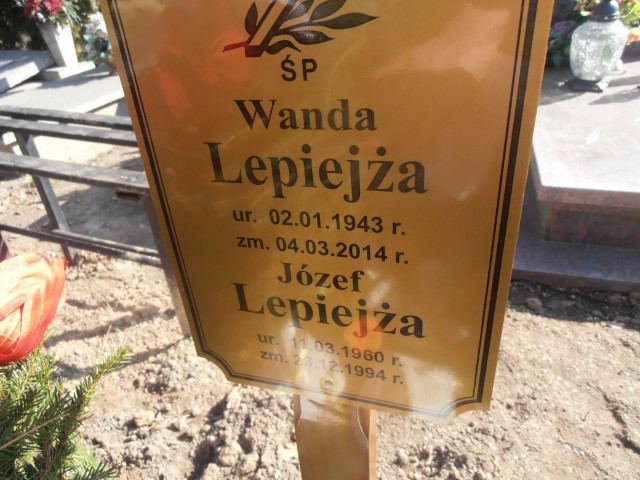 ŚP
Wanda
Lepiejża
ur. 02.01.1943 r.
zm. 04.03.2014 r.
Józef
Lepiejża
ur. 11.03.1960 r.
zm. 23.12.1994 r.